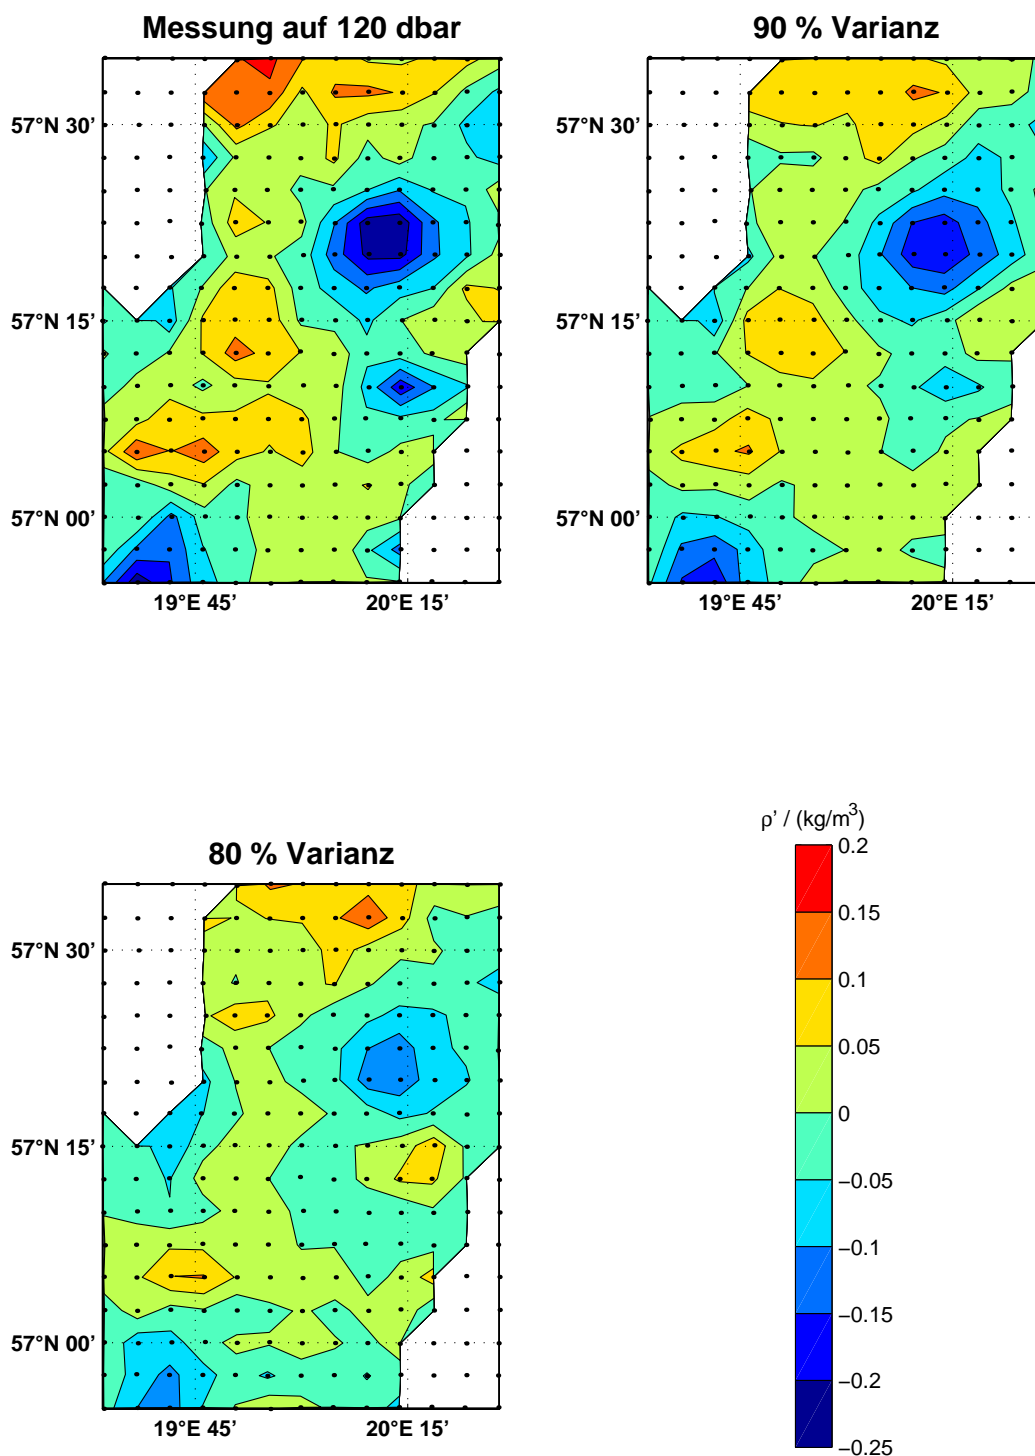 Messung auf 120 dbar
57°N 30'
57°N 15'
57°N 00'
19°E 45'
20°E 15'
90 % Varianz
57°N 30'
57°N 15'
57°N 00'
19°E 45'
20°E 15'
80 % Varianz
57°N 30'
57°N 15'
57°N 00'
19°E 45'
20°E 15'
ρ' / (kg/m³)
0.2
0.15
0.1
0.05
0
−0.05
−0.1
−0.15
−0.2
−0.25